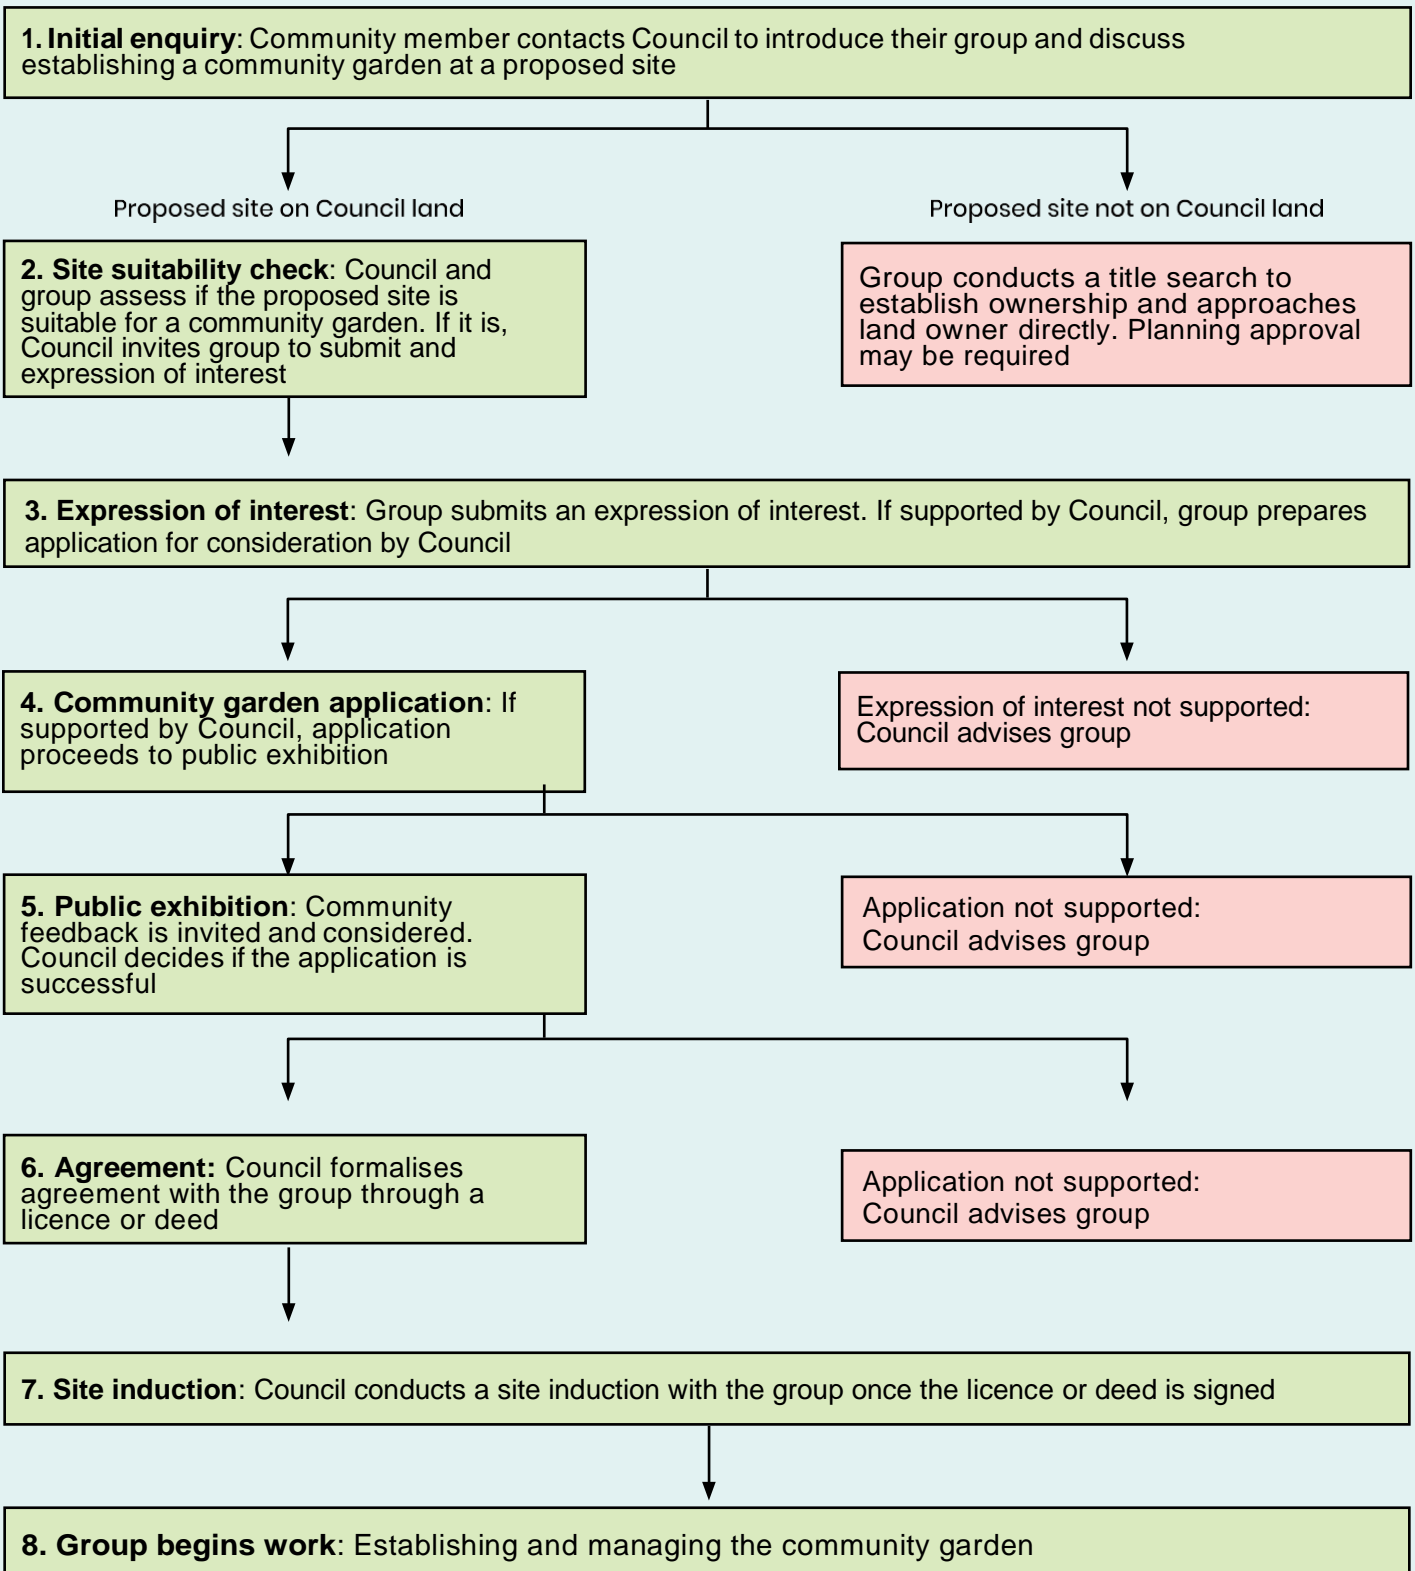 1. Initial enquiry: Community member contacts Council to introduce their group and discuss
establishing a community garden at a proposed site
Proposed site on Council land
Proposed site not on Council land
2. Site suitability check: Council and
group assess if the proposed site is
suitable for a community garden. If it is,
Council invites group to submit and
expression of interest
Group conducts a title search to
establish ownership and approaches
land owner directly. Planning approval
may be required
3. Expression of interest: Group submits an expression of interest. If supported by Council, group prepares
application for consideration by Council
4. Community garden application: If
supported by Council, application
proceeds to public exhibition
Expression of interest not supported:
Council advises group
5. Public exhibition: Community
feedback is invited and considered.
Council decides if the application is
successful
Application not supported:
Council advises group
6. Agreement: Council formalises
agreement with the group through a
licence or deed
Application not supported:
Council advises group
7. Site induction: Council conducts a site induction with the group once the licence or deed is signed
8. Group begins work: Establishing and managing the community garden